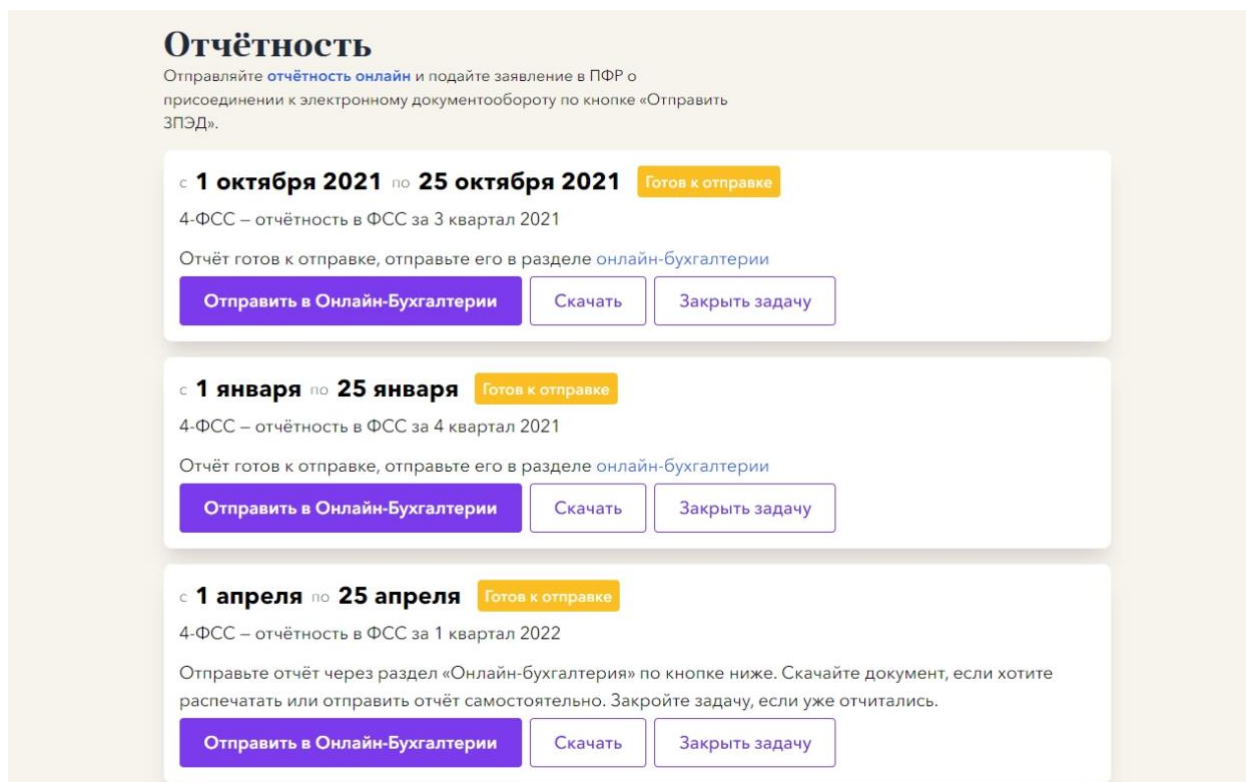 Отчётность
Отправляйте отчётность онлайн и подайте заявление в ПФР о
присоединении к электронному документообороту по кнопке «Отправить
ЗПЭД».
с 1 октября 2021 по 25 октября 2021 Готов к отправке
4-ФСС – отчётность в ФСС за 3 квартал 2021
Отчёт готов к отправке, отправьте его в разделе онлайн-бухгалтерии
Отправить в Онлайн-Бухгалтерии Скачать Закрыть задачу
с 1 января по 25 января Готов к отправке
4-ФСС – отчётность в ФСС за 4 квартал 2021
Отчёт готов к отправке, отправьте его в разделе онлайн-бухгалтерии
Отправить в Онлайн-Бухгалтерии Скачать Закрыть задачу
с 1 апреля по 25 апреля Готов к отправке
4-ФСС – отчётность в ФСС за 1 квартал 2022
Отправьте отчёт через раздел «Онлайн-бухгалтерия» по кнопке ниже. Скачайте документ, если хотите
распечатать или отправить отчёт самостоятельно. Закройте задачу, если уже отчитались.
Отправить в Онлайн-Бухгалтерии Скачать Закрыть задачу